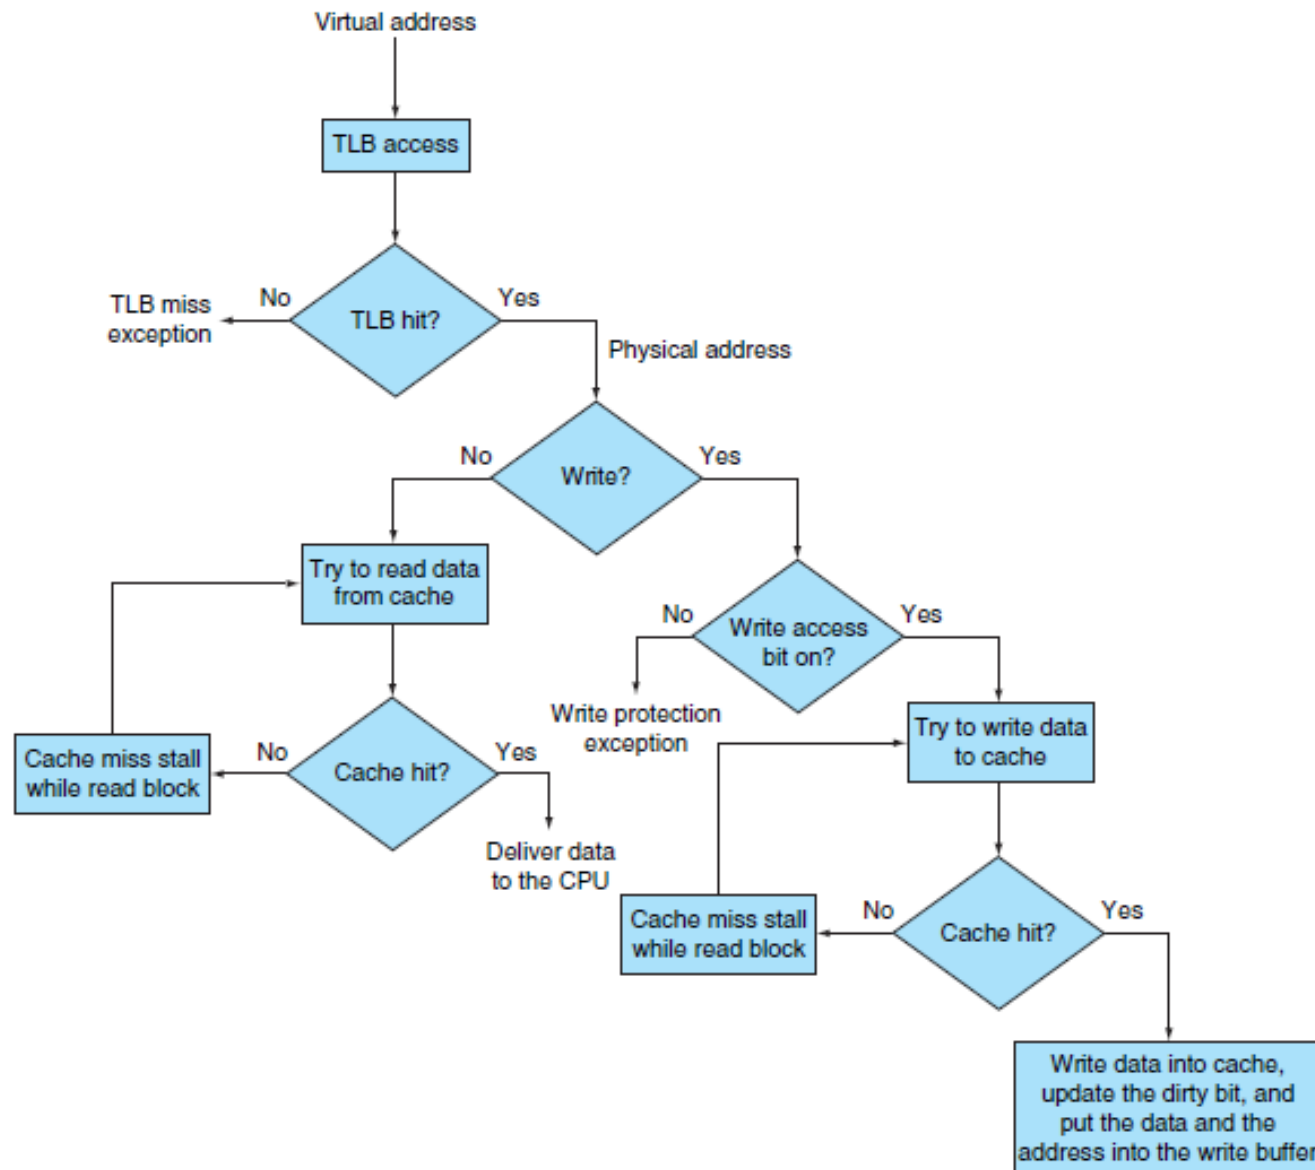 Virtual address
TLB access
No
Yes
TLB hit?
TLB miss
exception
Physical address
No
Yes
Write?
Try to read data
from cache
No
Yes
Write access
bit on?
Write protection
exception
Try to write data
to cache
No
Yes
Cache hit?
Cache miss stall
while read block
Deliver data
to the CPU
No
Yes
Cache hit?
Cache miss stall
while read block
Write data into cache,
update the dirty bit, and
put the data and the
address into the write buffer